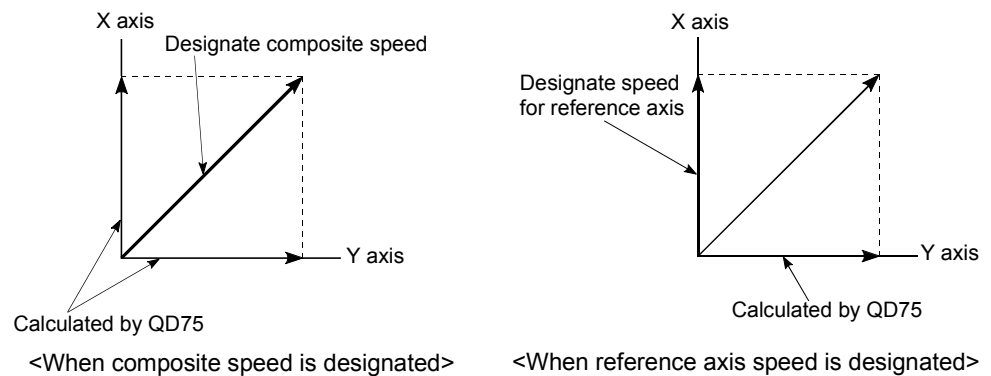 X axis
Designate composite speed
Y axis
Calculated by QD75
<When composite speed is designated>
X axis
Designate speed
for reference axis
Y axis
Calculated by QD75
<When reference axis speed is designated>